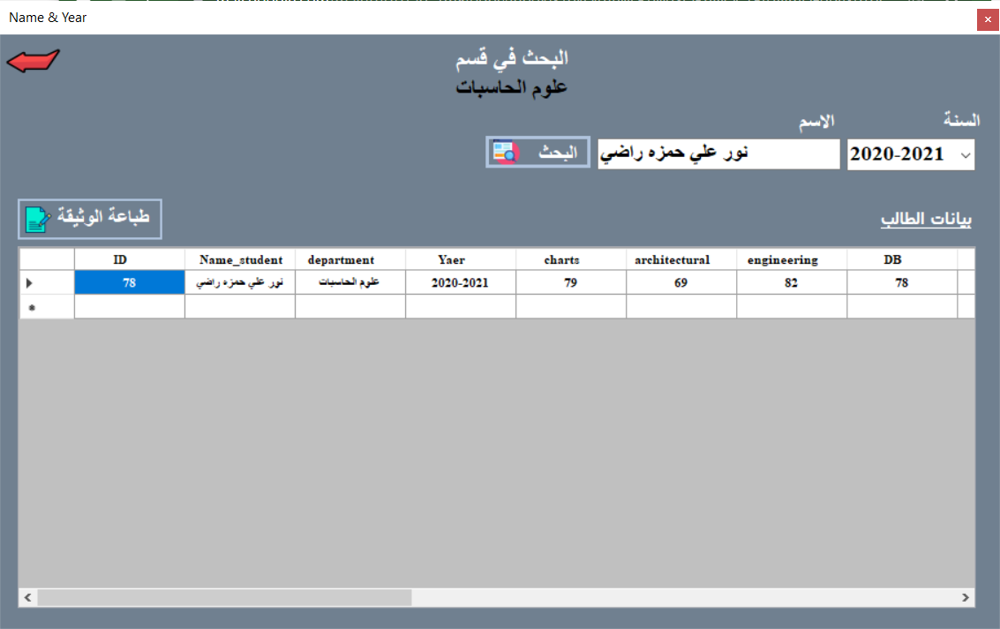 Name & Year
البحث في قسم
علوم الحاسبات
السنة
الاسم
2020-2021
نور علي حمزه راضي
البحث
بيانات الطالب
طباعة الوثيقة
ID Name_student department Yaer charts architectural engineering DB
78 نور علي حمزه راضي علوم الحاسبات 2020-2021 79 69 82 78